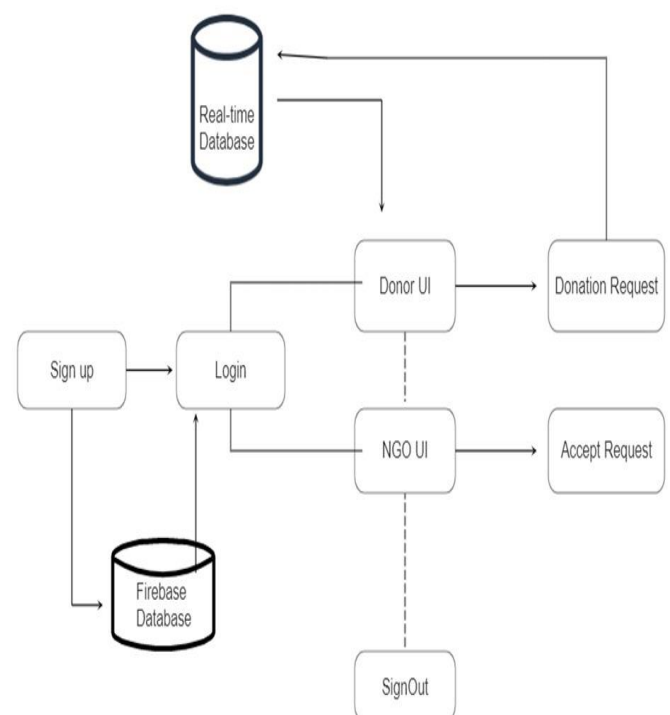 Real-time
Database
Donor UI
Donation Request
Sign up
Login
NGO UI
Accept Request
Firebase
Database
SignOut